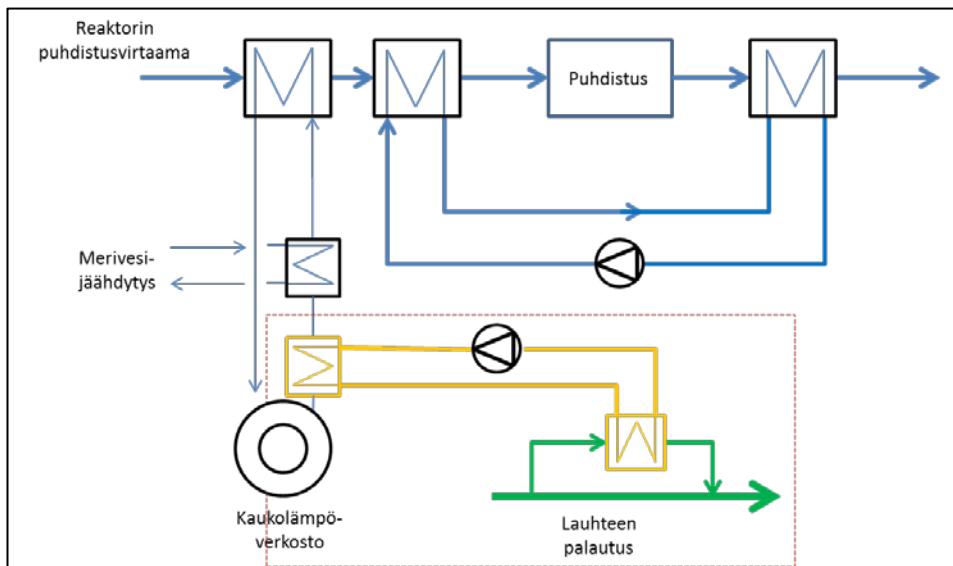 Reaktorin
puhdistusvirtaama
Puhdistus
Merivesi-
jäähdytys
Kaukolämpö-
verkosto
Lauhteen
palautus